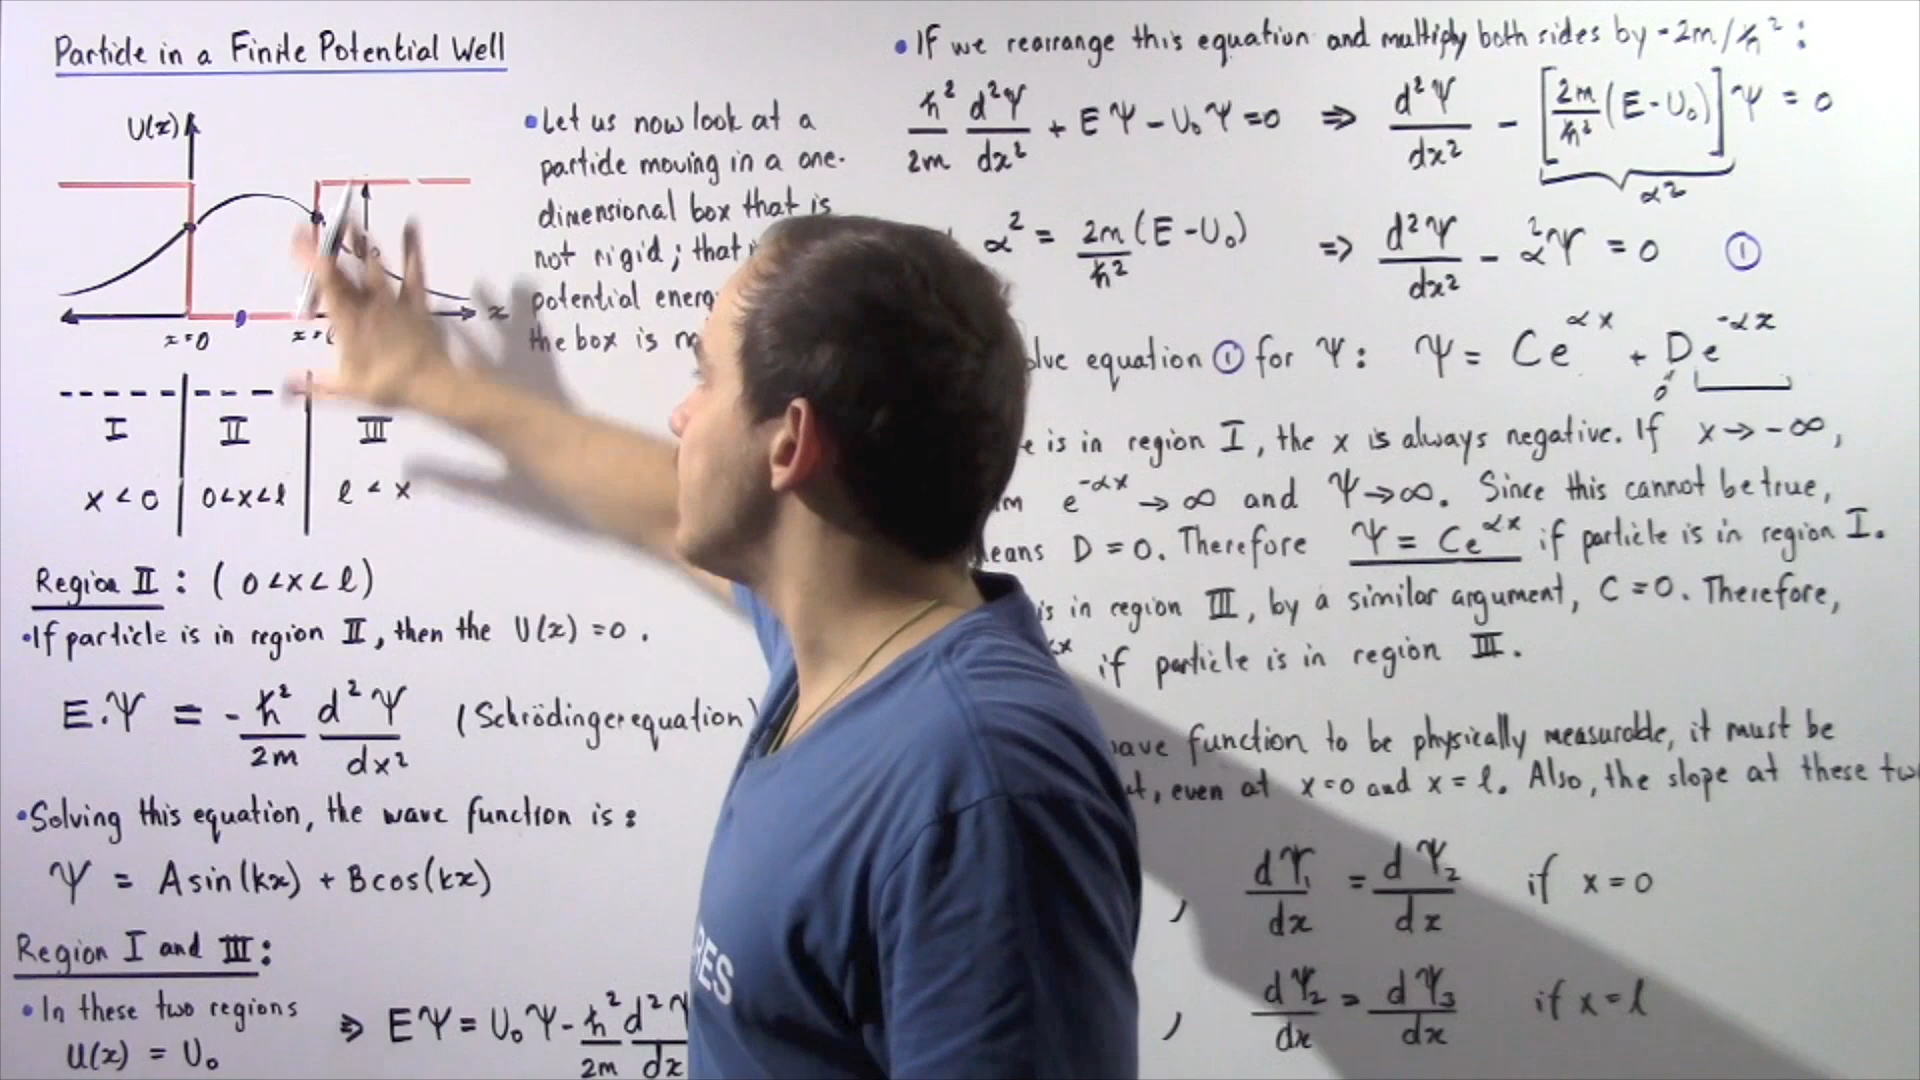 Particle in a Finite Potential Well
U(x)
x
x=0
I
II
III
x < 0
0<x<l
l < x
• Let us now look at a
particle moving in a one-
dimensional box that is
not rigid; that
potential
the box is
Region II : ( 0<x<l )
•If particle is in region II, then the U(x) =0.
E.Ψ = -ℏ²/2m d²Ψ/dx² (Schrödinger equation)
•Solving this equation, the wave function is:
Ψ = Asin(kx) + Bcos(kx)
Region I and III:
• In these two regions
U(x) = U₀
⇒ EΨ = U₀Ψ - ℏ²/2m d²Ψ/dx
• If we rearrange this equation and multiply both sides by -2m/ℏ²:
ℏ²/2m d²Ψ/dx² + EΨ - U₀Ψ =0 ⇒ d²Ψ/dx² - [2m/ℏ² (E-U₀)]Ψ = 0
α²
α² = 2m/ℏ² (E-U₀) ⇒ d²Ψ/dx² - α²Ψ = 0 ①
equation ① for Ψ: Ψ = Ce^αx + De^-αx
0
is in region I, the x is always negative. If x→-∞,
e^-αx → ∞ and Ψ→∞. Since this cannot be true,
D=0. Therefore Ψ = Ce^αx if particle is in region I.
is in region III, by a similar argument, C=0. Therefore,
if particle is in region III.
function to be physically measurable, it must be
, even at x=0 and x=l. Also, the slope at these
, dΨ₁/dx = dΨ₂/dx if x=0
, dΨ₂/dx = dΨ₃/dx if x=l
RES